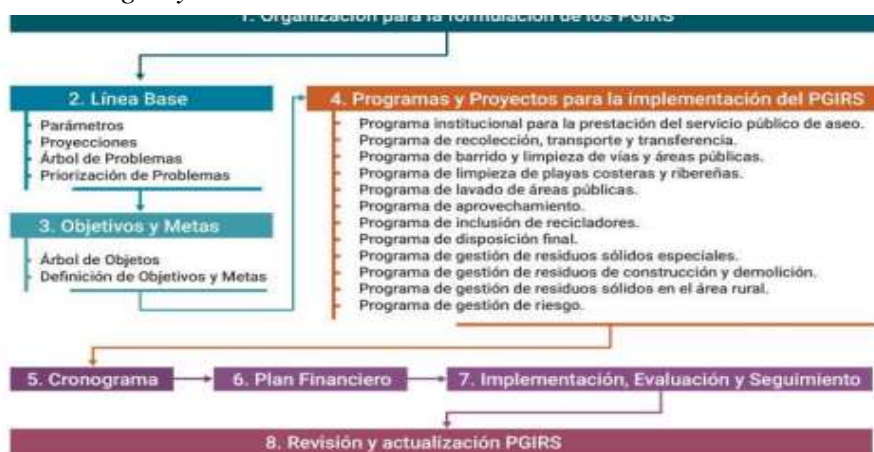 1. Organización para la formulación de los PGIRS
2. Línea Base
Parámetros
Proyecciones
Árbol de Problemas
Priorización de Problemas
3. Objetivos y Metas
Árbol de Objetos
Definición de Objetivos y Metas
4. Programas y Proyectos para la implementación del PGIRS
Programa institucional para la prestación del servicio público de aseo.
Programa de recolección, transporte y transferencia.
Programa de barrido y limpieza de vías y áreas públicas.
Programa de limpieza de playas costeras y ribereñas.
Programa de lavado de áreas públicas.
Programa de aprovechamiento.
Programa de inclusión de recicladores.
Programa de disposición final.
Programa de gestión de residuos sólidos especiales.
Programa de gestión de residuos de construcción y demolición.
Programa de gestión de residuos sólidos en el área rural.
Programa de gestión de riesgo.
5. Cronograma
6. Plan Financiero
7. Implementación, Evaluación y Seguimiento
8. Revisión y actualización PGIRS